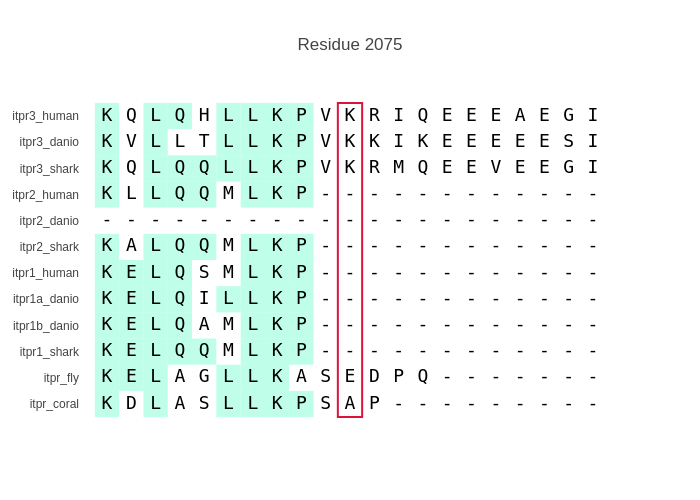 Residue 2075
itpr3_human K Q L Q H L L K P V K R I Q E E E A E G I
itpr3_danio K V L L T L L K P V K K I K E E E E E S I
itpr3_shark K Q L Q Q L L K P V K R M Q E E V E E G I
itpr2_human K L L Q Q M L K P - - - - - - - - - - - -
itpr2_danio - - - - - - - - - - - - - - - - - - - - -
itpr2_shark K A L Q Q M L K P - - - - - - - - - - - -
itpr1_human K E L Q S M L K P - - - - - - - - - - - -
itpr1a_danio K E L Q I L L K P - - - - - - - - - - - -
itpr1b_danio K E L Q A M L K P - - - - - - - - - - - -
itpr1_shark K E L Q Q M L K P - - - - - - - - - - - -
itpr_fly K E L A G L L K A S E D P Q - - - - - - -
itpr_coral K D L A S L L K P S A P - - - - - - - - -